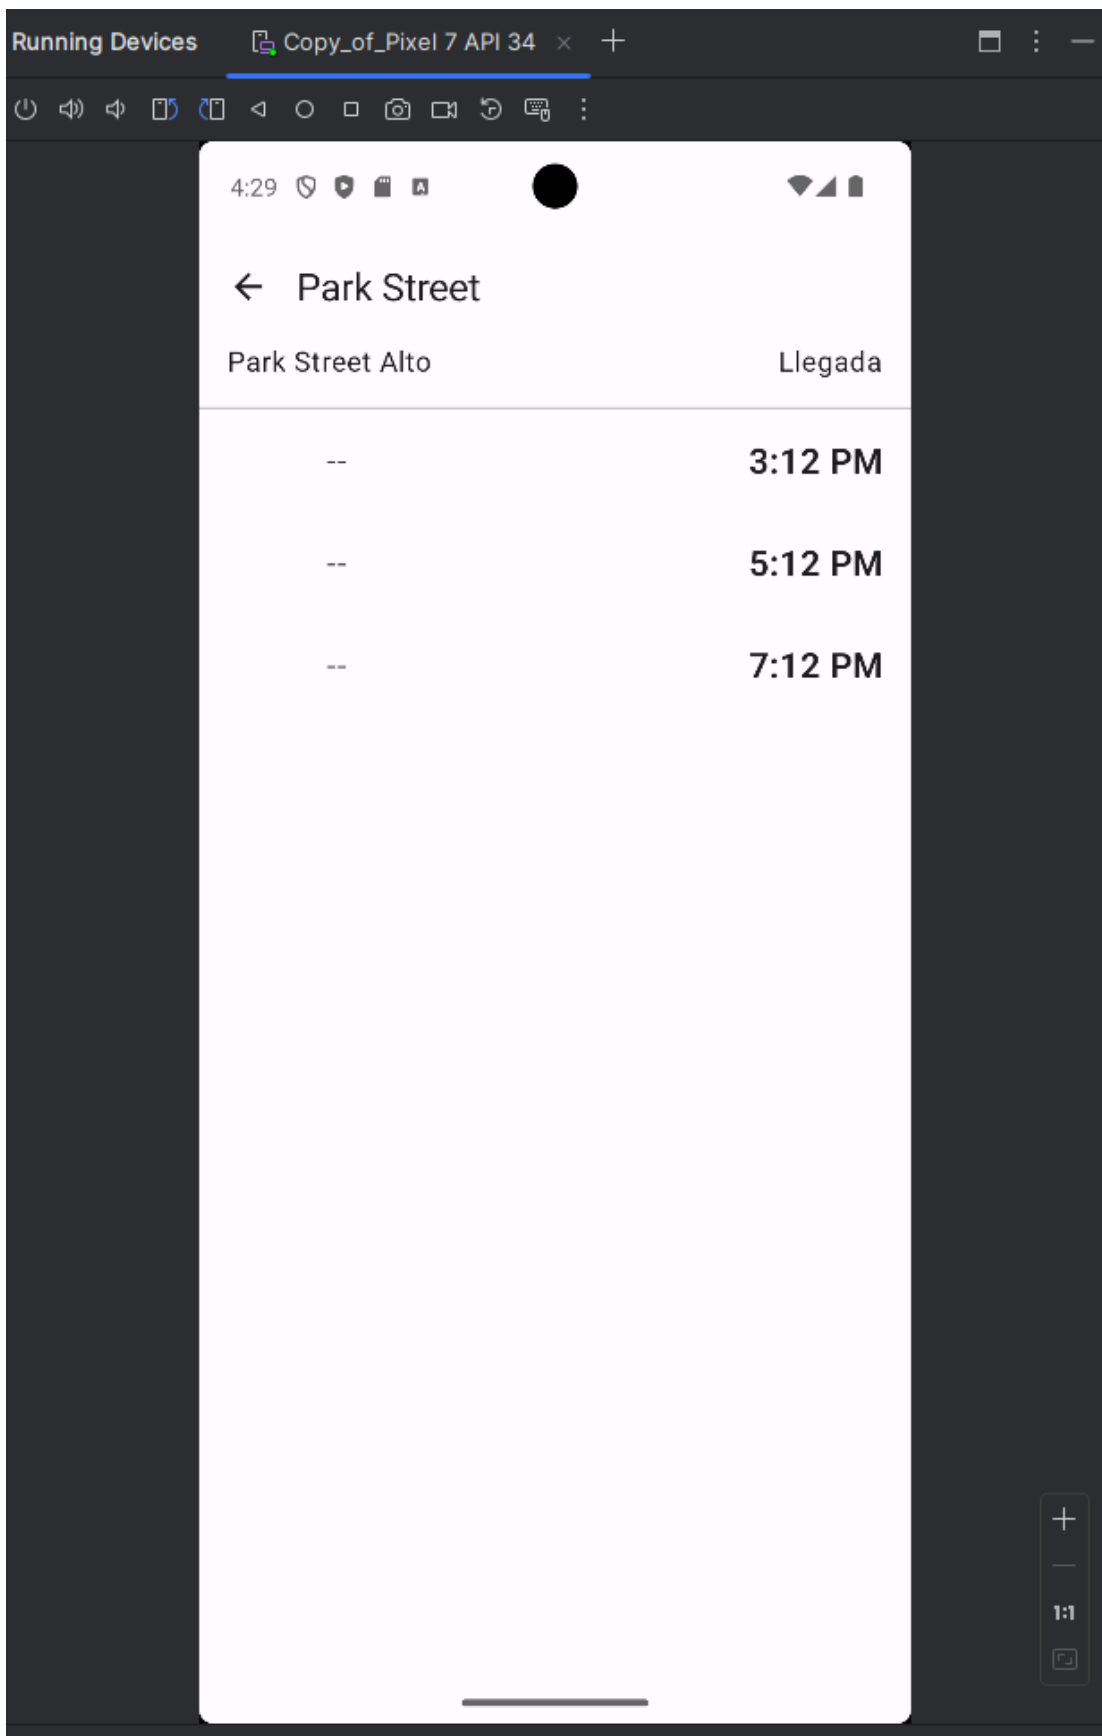 Running Devices Copy_of_Pixel 7 API 34
4:29
Park Street
Park Street Alto Llegada
-- 3:12 PM
-- 5:12 PM
-- 7:12 PM
1:1